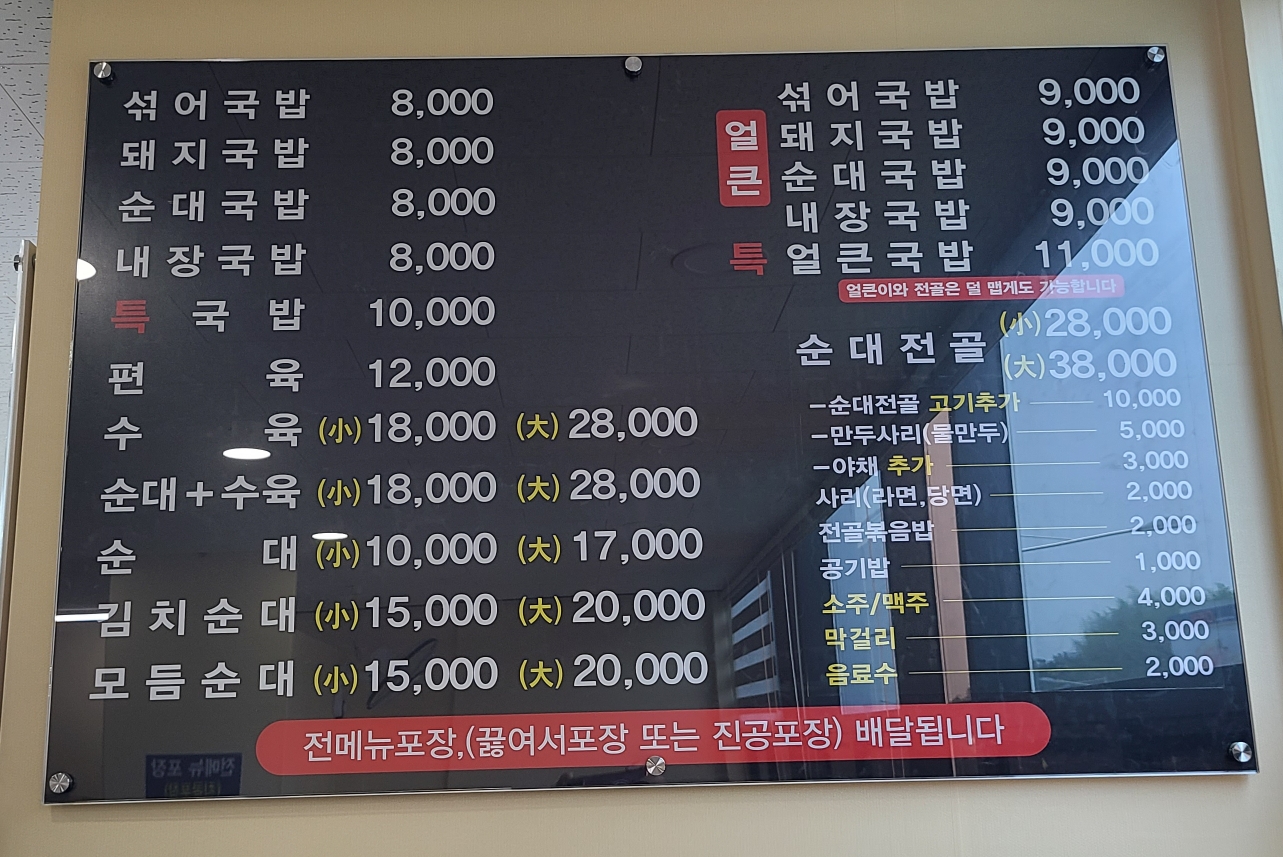 섞어국밥 8,000
돼지국밥 8,000
순대국밥 8,000
내장국밥 8,000
특 국밥 10,000
편육 12,000
수육 (小) 18,000 (大) 28,000
순대+수육 (小) 18,000 (大) 28,000
순대 (小) 10,000 (大) 17,000
김치순대 (小) 15,000 (大) 20,000
모듬순대 (小) 15,000 (大) 20,000
얼큰
섞어국밥 9,000
돼지국밥 9,000
순대국밥 9,000
내장국밥 9,000
특 얼큰국밥 11,000
얼큰이와 전골은 덜 맵게도 가능합니다
순대전골 (小) 28,000
(大) 38,000
-순대전골 고기추가 10,000
-만두사리(물만두) 5,000
-야채 추가 3,000
사리(라면,당면) 2,000
전골볶음밥 2,000
공기밥 1,000
소주/맥주 4,000
막걸리 3,000
음료수 2,000
전메뉴포장,(끓여서포장 또는 진공포장) 배달됩니다